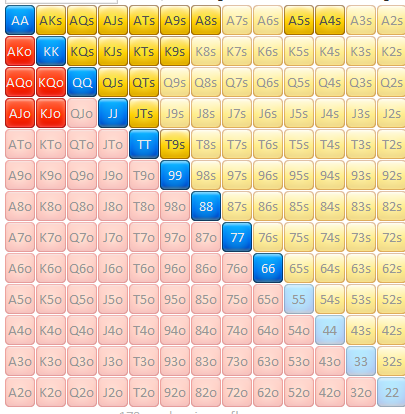 AA AKs AQs AJs ATs A9s A8s A7s A6s A5s A4s A3s A2s
AKo KK KQs KJs KTs K9s K8s K7s K6s K5s K4s K3s K2s
AQo KQo QQ QJs QTs Q9s Q8s Q7s Q6s Q5s Q4s Q3s Q2s
AJo KJo QJo JJ JTs J9s J8s J7s J6s J5s J4s J3s J2s
ATo KTo QTo JTo TT T9s T8s T7s T6s T5s T4s T3s T2s
A9o K9o Q9o J9o T9o 99 98s 97s 96s 95s 94s 93s 92s
A8o K8o Q8o J8o T8o 98o 88 87s 86s 85s 84s 83s 82s
A7o K7o Q7o J7o T7o 97o 87o 77 76s 75s 74s 73s 72s
A6o K6o Q6o J6o T6o 96o 86o 76o 66 65s 64s 63s 62s
A5o K5o Q5o J5o T5o 95o 85o 75o 65o 55 54s 53s 52s
A4o K4o Q4o J4o T4o 94o 84o 74o 64o 54o 44 43s 42s
A3o K3o Q3o J3o T3o 93o 83o 73o 63o 53o 43o 33 32s
A2o K2o Q2o J2o T2o 92o 82o 72o 62o 52o 42o 32o 22